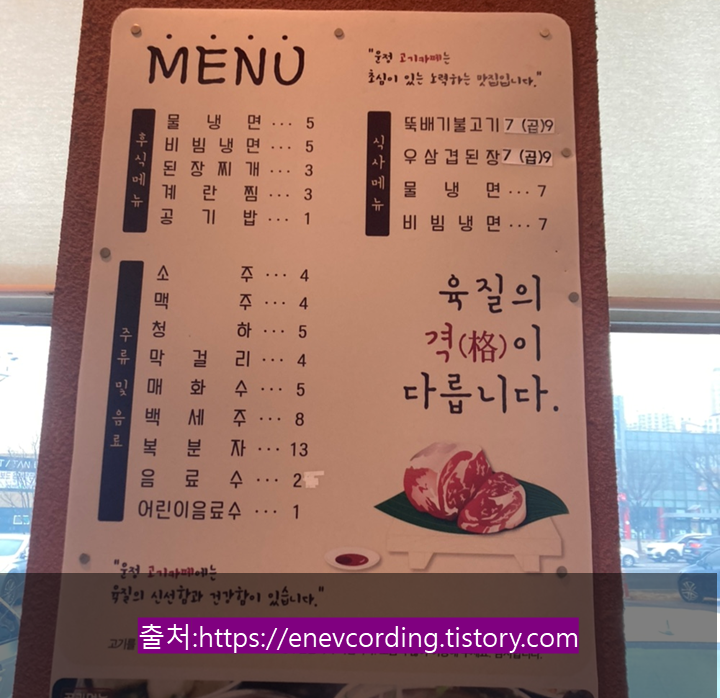 MENU
"운정 고기카페는
초심이 있는 노력하는 맛집입니다."
후식메뉴
물 냉 면 ··· 5
비 빔 냉 면 ··· 5
된 장 찌 개 ··· 3
계 란 찜 ··· 3
공 기 밥 ··· 1
식사메뉴
뚝배기불고기 7 (곱)9
우삼겹된장 7 (곱)9
물 냉 면 ··· 7
비 빔 냉 면 ··· 7
주류 및 음료
소 주 ··· 4
맥 주 ··· 4
청 하 ··· 5
막 걸 리 ··· 4
매 화 수 ··· 5
백 세 주 ··· 8
복 분 자 ··· 13
음 료 수 ··· 2
어린이음료수 ··· 1
육질의
격(格)이
다릅니다.
"운정 고기카페에는
육질의 신선함과 건강함이 있습니다."
고기를
출처:https://enevcording.tistory.com